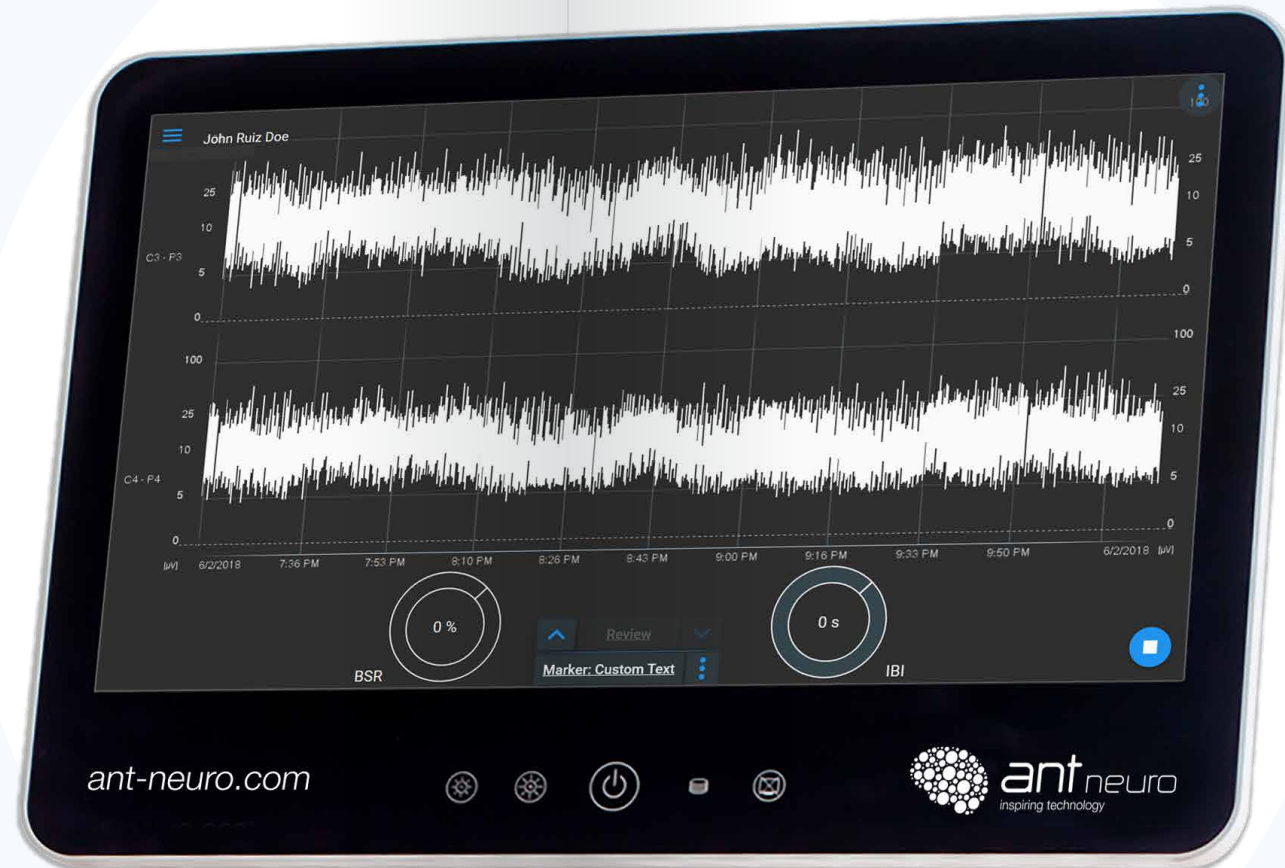 John Ruiz Doe
100
25
25
10
10
C3 - P3
5
5
0
0
100
100
25
25
10
10
C4 - P4
5
5
0
0
[µV] 6/2/2018 7:36 PM 7:53 PM 8:10 PM 8:26 PM 8:43 PM 9:00 PM 9:16 PM 9:33 PM 9:50 PM 6/2/2018 [µV]
0 %
0 s
Review
BSR
Marker: Custom Text
IBI
ant-neuro.com
ant neuro
inspiring technology